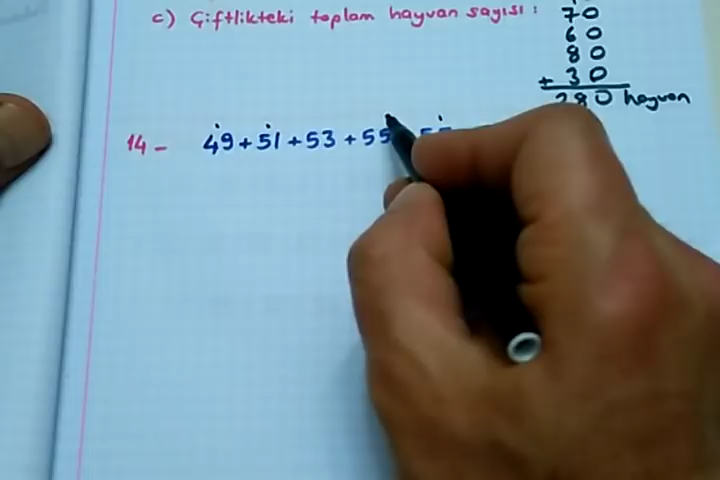 c) Çiftlikteki toplam hayvan sayısı :
70
60
80
+ 30
280 hayvan
14- 49+51+53+55